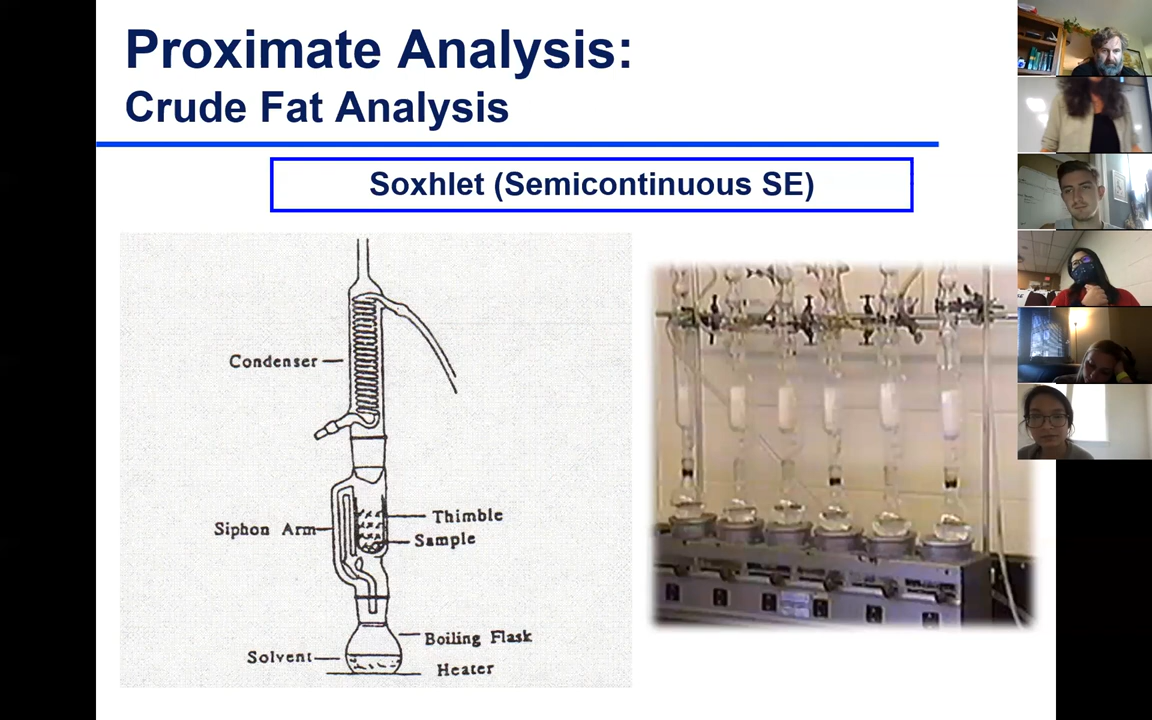 Proximate Analysis:
Crude Fat Analysis
Soxhlet (Semicontinuous SE)
Condenser
Siphon Arm
Thimble
Sample
Boiling Flask
Solvent
Heater